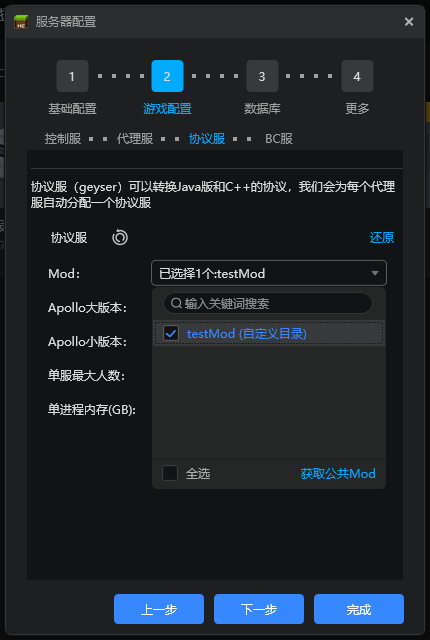 服务器配置
1
2
3
4
基础配置
游戏配置
数据库
更多
控制服
代理服
协议服
BC服
协议服（geyser）可以转换Java版和C++的协议，我们会为每个代理
服自动分配一个协议服
协议服
还原
Mod：
已选择1个:testMod
Apollo大版本：
输入关键词搜索
testMod (自定义目录)
Apollo小版本：
单服最大人数：
单进程内存(GB):
全选
获取公共Mod
上一步
下一步
完成